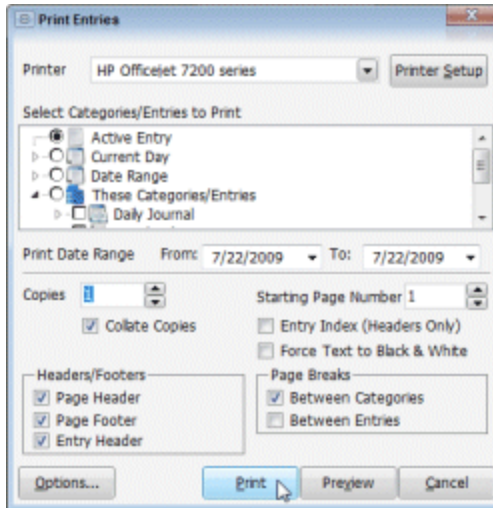 Print Entries
Printer HP Officejet 7200 series Printer Setup
Select Categories/Entries to Print
Active Entry
Current Day
Date Range
These Categories/Entries
Daily Journal
Print Date Range From: 7/22/2009 To: 7/22/2009
Copies 1 Starting Page Number 1
Collate Copies Entry Index (Headers Only)
Force Text to Black & White
Headers/Footers Page Breaks
Page Header Between Categories
Page Footer Between Entries
Entry Header
Options... Print Preview Cancel